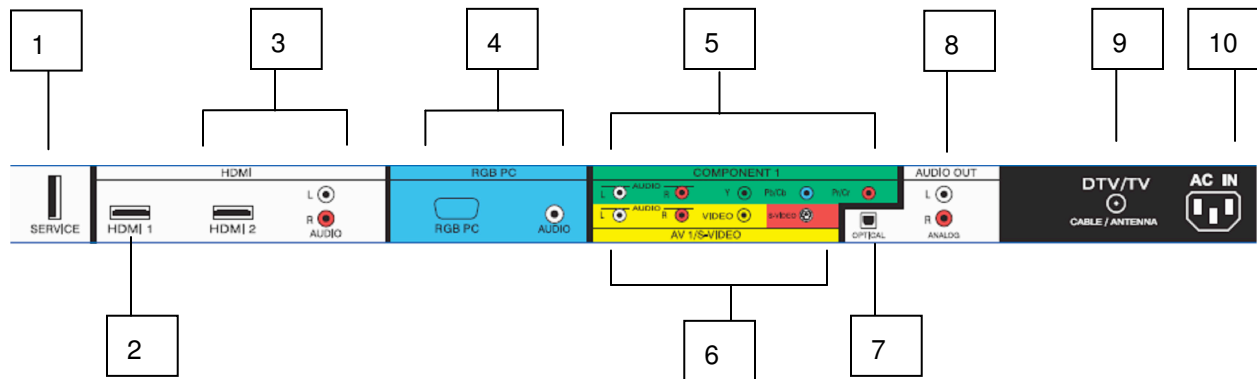 1
3
4
5
8
9
10
HDMI
RGB PC
COMPONENT 1
AUDIO OUT
SERVICE
HDMI 1
HDMI 2
L
R
AUDIO
RGB PC
AUDIO
L AUDIO R Y Pb/Cb Pr/Cr
L AUDIO R VIDEO S-VIDEO
AV 1/S-VIDEO
OPTICAL
L
R
ANALOG
DTV/TV
CABLE / ANTENNA
AC IN
2
6
7